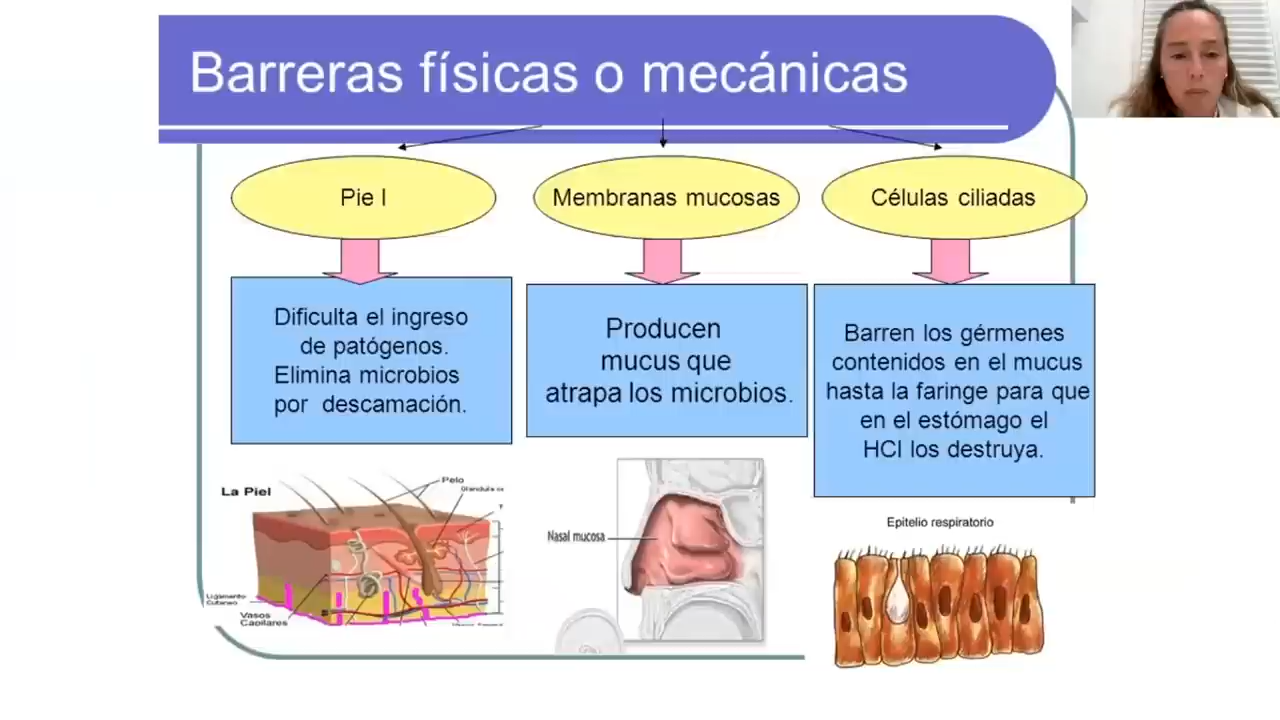 Barreras físicas o mecánicas
Pie l
Membranas mucosas
Células ciliadas
Dificulta el ingreso
de patógenos.
Elimina microbios
por descamación.
Producen
mucus que
atrapa los microbios.
Barren los gérmenes
contenidos en el mucus
hasta la faringe para que
en el estómago el
HCl los destruya.
La Piel
Pelo
Glandula
Ligamento
Cutaneo
Vasos
Capilares
Nasal mucosa
Epitelio respiratorio